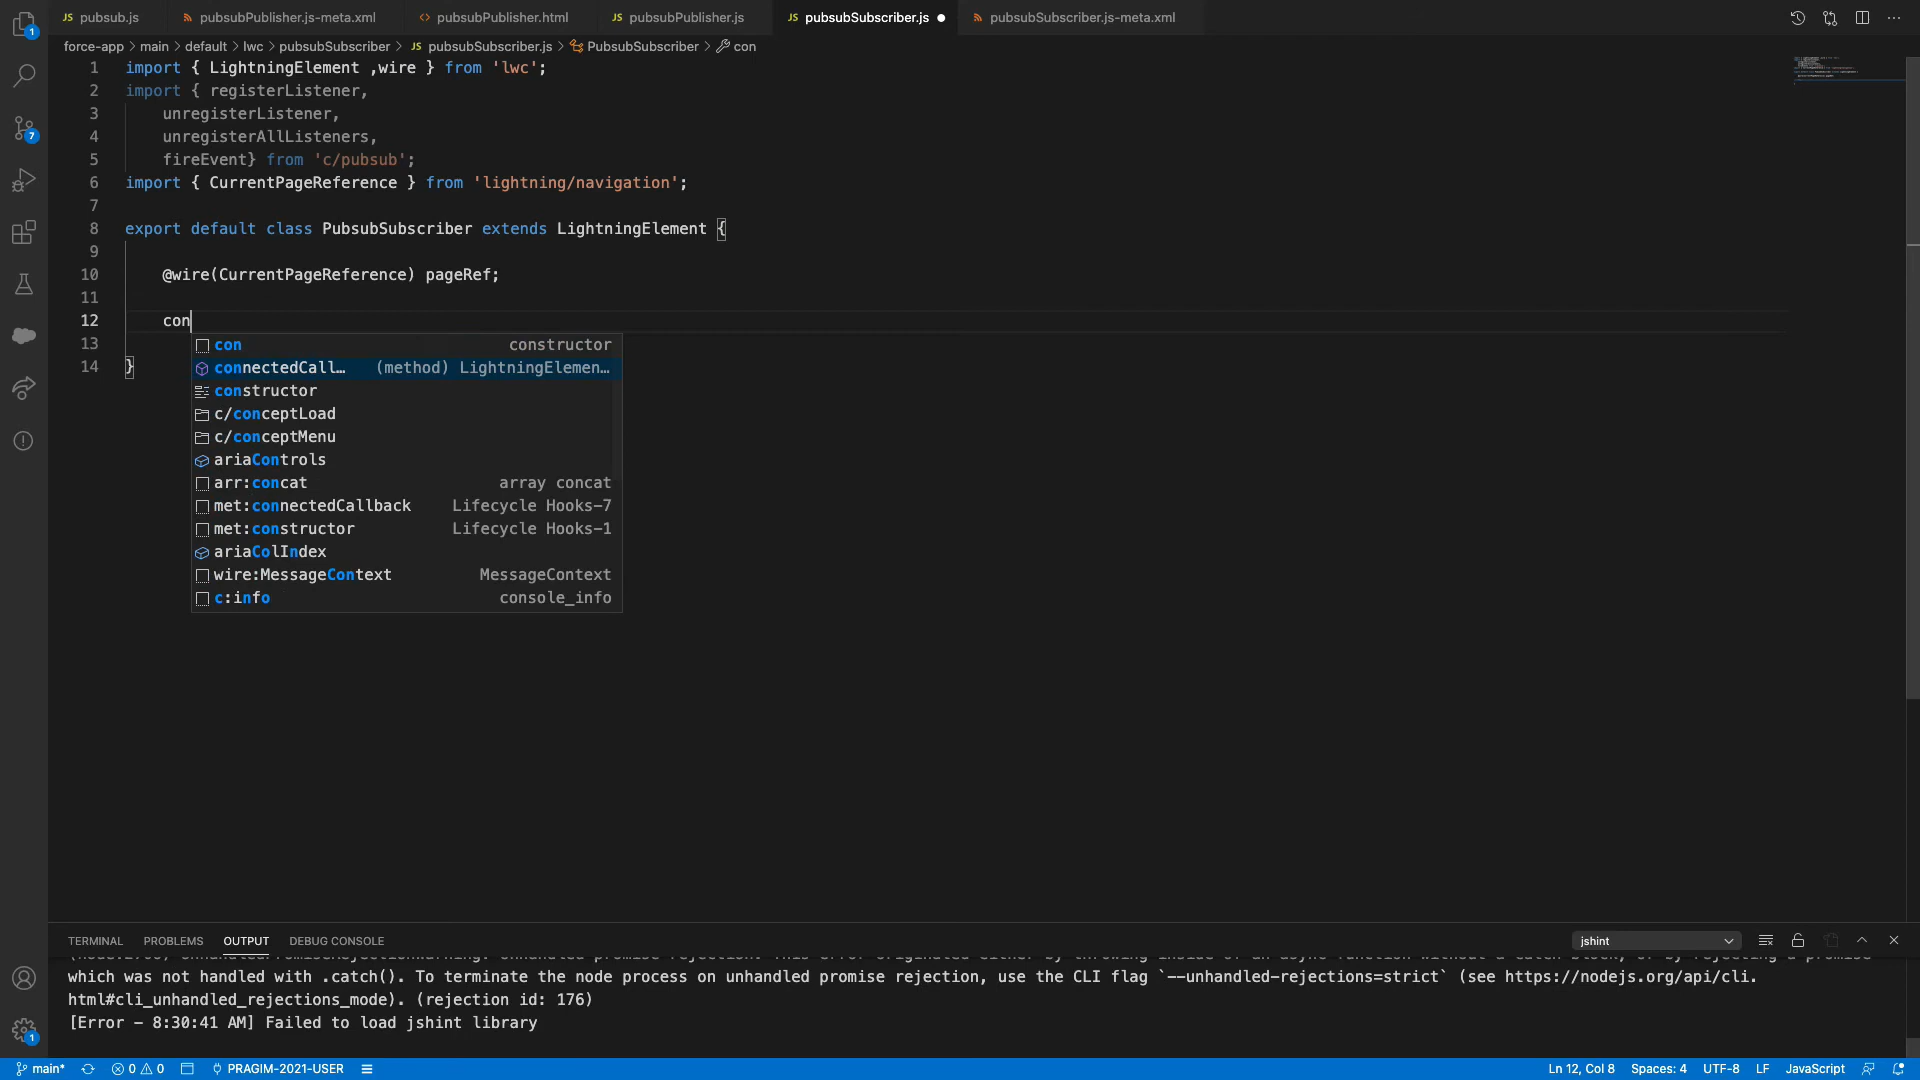 JS pubsub.js
pubsubPublisher.js-meta.xml
<> pubsubPublisher.html
JS pubsubPublisher.js
JS pubsubSubscriber.js
pubsubSubscriber.js-meta.xml
force-app > main > default > lwc > pubsubSubscriber > JS pubsubSubscriber.js > PubsubSubscriber > con
1 import { LightningElement ,wire } from 'lwc';
2 import { registerListener,
3 unregisterListener,
4 unregisterAllListeners,
5 fireEvent} from 'c/pubsub';
6 import { CurrentPageReference } from 'lightning/navigation';
7
8 export default class PubsubSubscriber extends LightningElement {
9
10 @wire(CurrentPageReference) pageRef;
11
12 con
13
14 }
con constructor
connectedCall… (method) LightningElemen…
constructor
c/conceptLoad
c/conceptMenu
ariaControls
arr:concat array concat
met:connectedCallback Lifecycle Hooks-7
met:constructor Lifecycle Hooks-1
ariaColIndex
wire:MessageContext MessageContext
c:info console_info
1
7
1
TERMINAL PROBLEMS OUTPUT DEBUG CONSOLE
jshint
which was not handled with .catch(). To terminate the node process on unhandled promise rejection, use the CLI flag `--unhandled-rejections=strict` (see https://nodejs.org/api/cli.
html#cli_unhandled_rejections_mode). (rejection id: 176)
[Error - 8:30:41 AM] Failed to load jshint library
main* 0 0 PRAGIM-2021-USER
Ln 12, Col 8 Spaces: 4 UTF-8 LF JavaScript